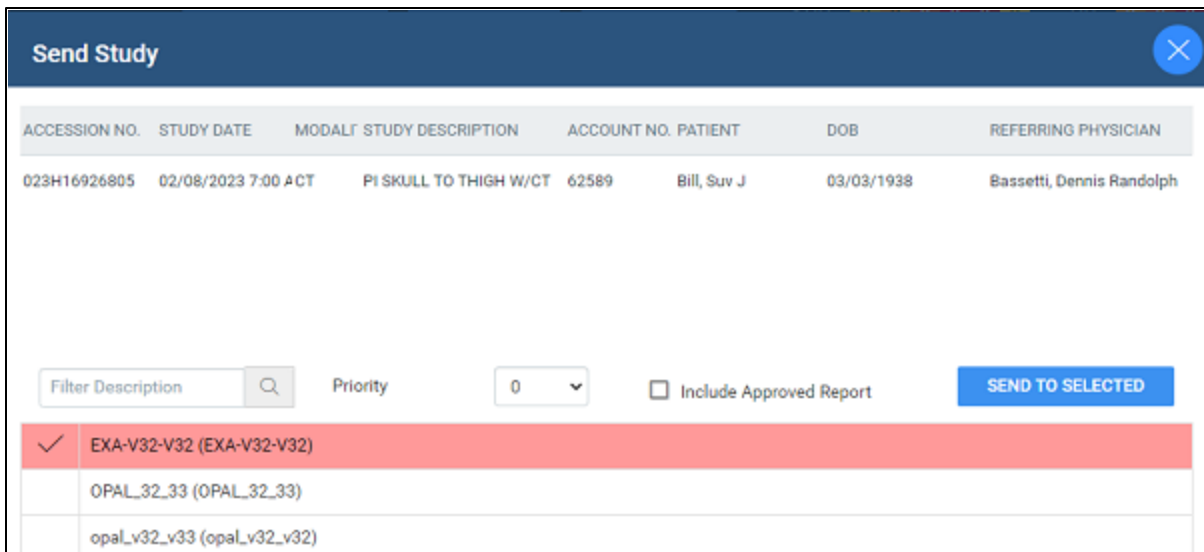 Send Study
ACCESSION NO. STUDY DATE MODALI STUDY DESCRIPTION ACCOUNT NO. PATIENT DOB REFERRING PHYSICIAN
023H16926805 02/08/2023 7:00 A CT PI SKULL TO THIGH W/CT 62589 Bill, Suv J 03/03/1938 Bassetti, Dennis Randolph
Filter Description Priority 0 Include Approved Report SEND TO SELECTED
EXA-V32-V32 (EXA-V32-V32)
OPAL_32_33 (OPAL_32_33)
opal_v32_v33 (opal_v32_v32)